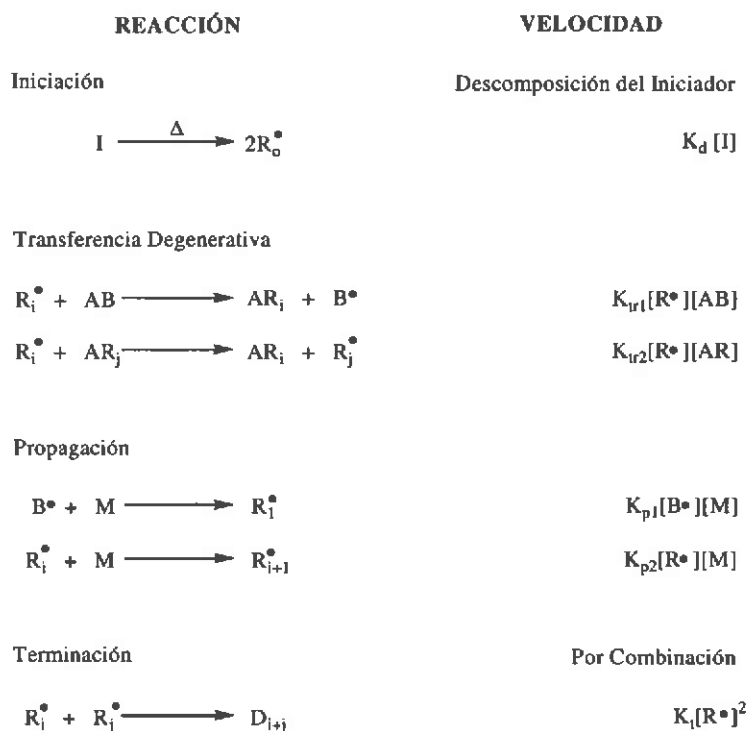 REACCIÓN VELOCIDAD
Iniciación Descomposición del Iniciador
I Δ⟶ 2R₀• K_d [I]
Transferencia Degenerativa
R_i• + AB ⟶ AR_i + B• K_tr1[R•][AB]
R_i• + AR_j ⟶ AR_i + R_j• K_tr2[R•][AR]
Propagación
B• + M ⟶ R_1• K_p1[B•][M]
R_i• + M ⟶ R_i+1• K_p2[R•][M]
Terminación Por Combinación
R_i• + R_j• ⟶ D_i+j K_t[R•]²